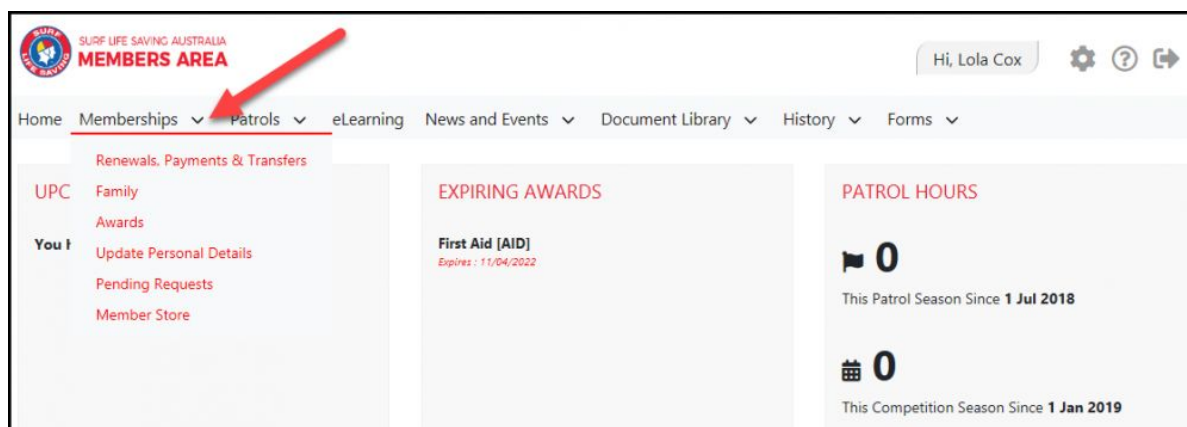 SURF LIFE SAVING
SURF LIFE SAVING AUSTRALIA
MEMBERS AREA
Hi, Lola Cox
Home Memberships Patrols eLearning News and Events Document Library History Forms
Renewals, Payments & Transfers
Family
Awards
Update Personal Details
Pending Requests
Member Store
UPC
You h
EXPIRING AWARDS
First Aid [AID]
Expires : 11/04/2022
PATROL HOURS
0
This Patrol Season Since 1 Jul 2018
0
This Competition Season Since 1 Jan 2019